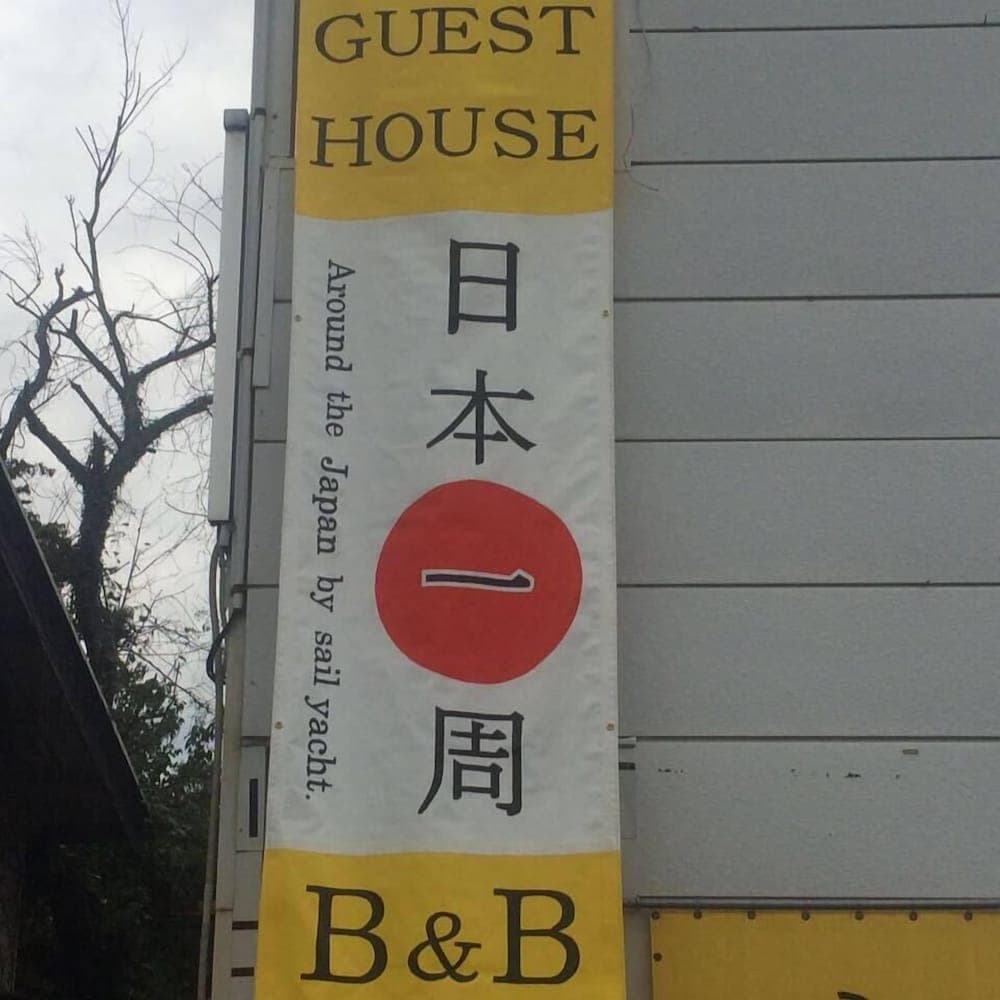 GUEST
HOUSE
日本一周
Around the Japan by sail yacht.
B&B